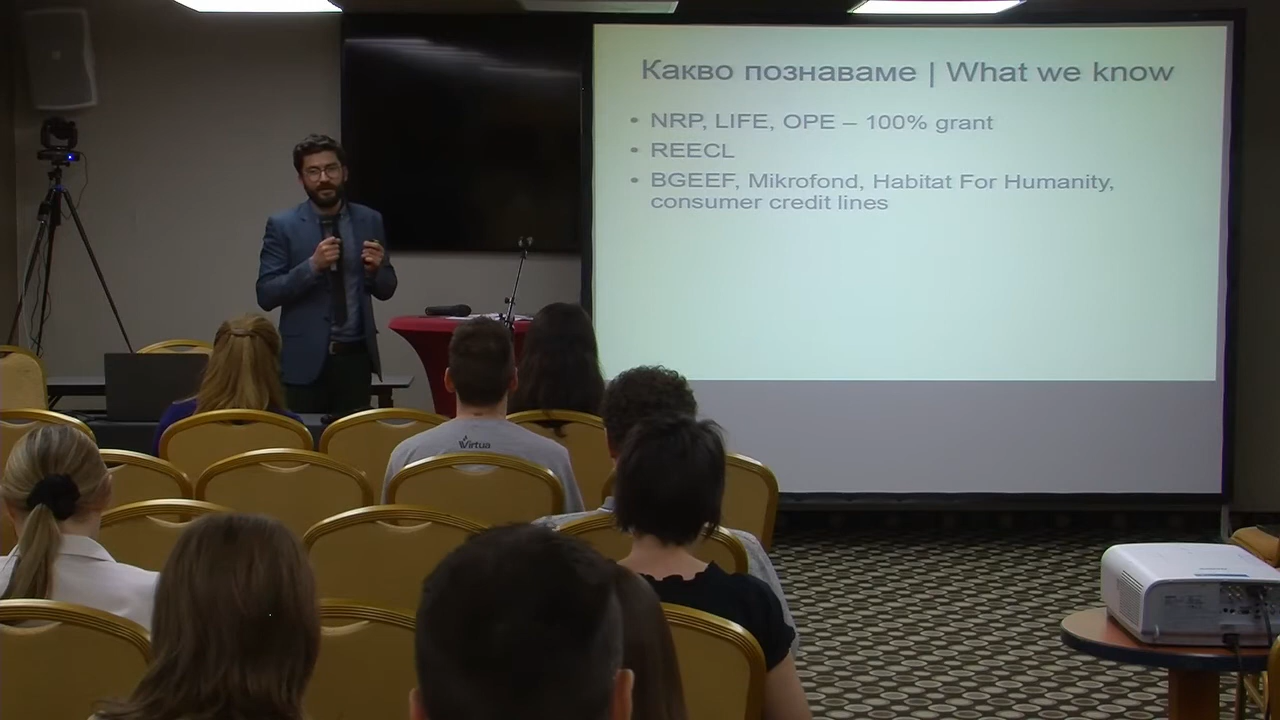 Какво познаваме | What we know
• NRP, LIFE, OPE – 100% grant
• REECL
• BGEEF, Mikrofond, Habitat For Humanity,
consumer credit lines
Virtua